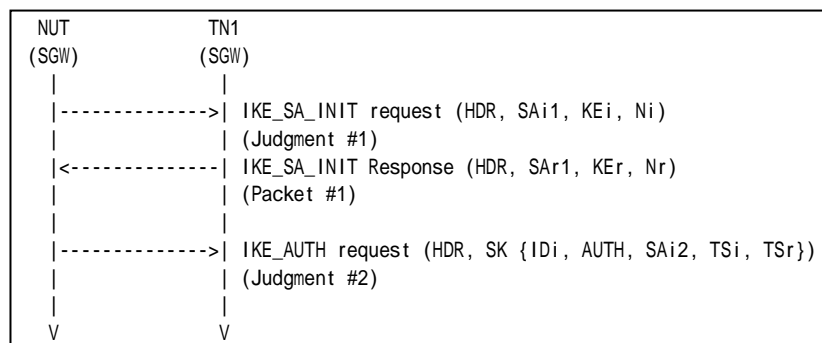 NUT TN1
(SGW) (SGW)
| |
|-------------->| IKE_SA_INIT request (HDR, SAi1, KEi, Ni)
| | (Judgment #1)
|<--------------| IKE_SA_INIT Response (HDR, SAr1, KEr, Nr)
| | (Packet #1)
| |
|-------------->| IKE_AUTH request (HDR, SK {IDi, AUTH, SAi2, TSi, TSr})
| | (Judgment #2)
| |
V V